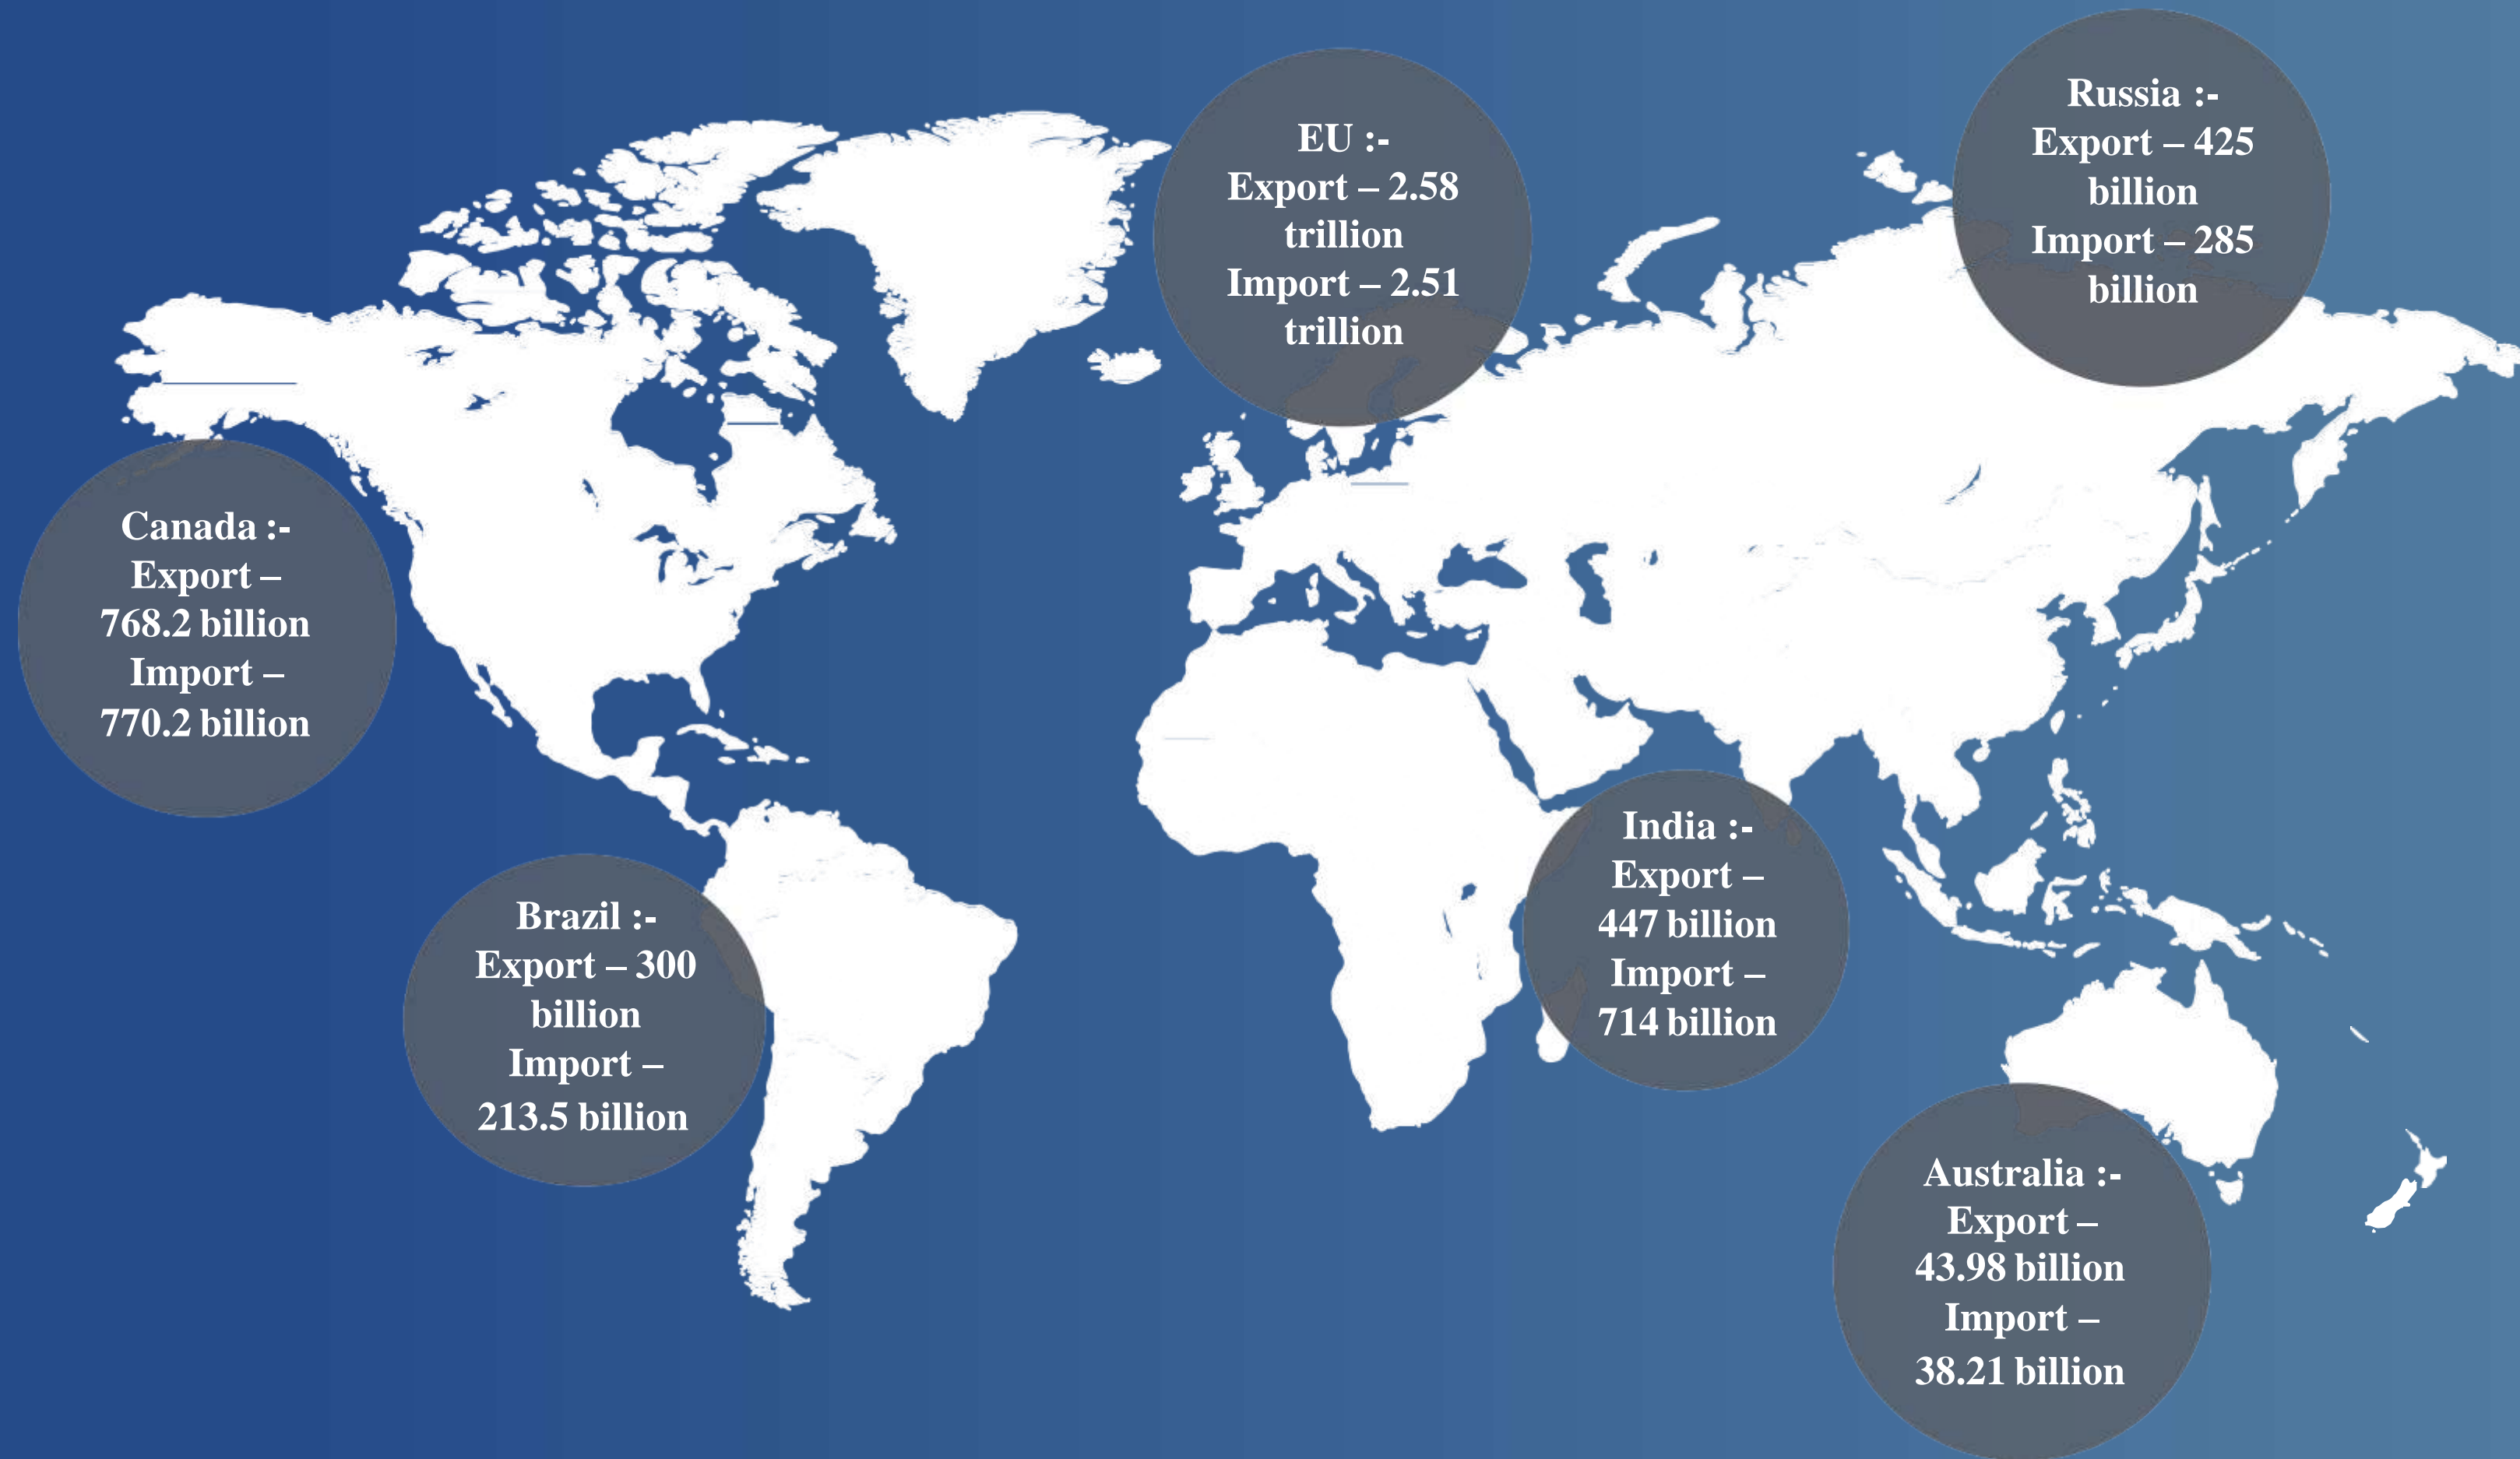 Russia :-
Export – 425
billion
Import – 285
billion
EU :-
Export – 2.58
trillion
Import – 2.51
trillion
Canada :-
Export –
768.2 billion
Import –
770.2 billion
India :-
Export –
447 billion
Import –
714 billion
Brazil :-
Export – 300
billion
Import –
213.5 billion
Australia :-
Export –
43.98 billion
Import –
38.21 billion